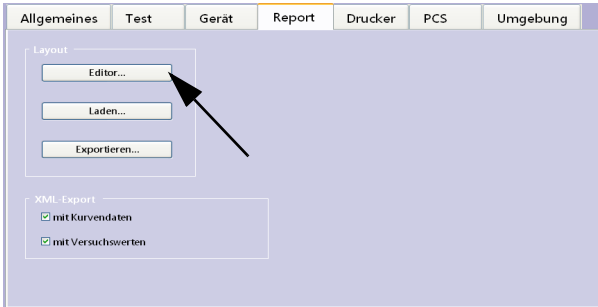 Allgemeines Test Gerät Report Drucker PCS Umgebung
Layout
Editor...
Laden...
Exportieren...
XML-Export
mit Kurvendaten
mit Versuchswerten